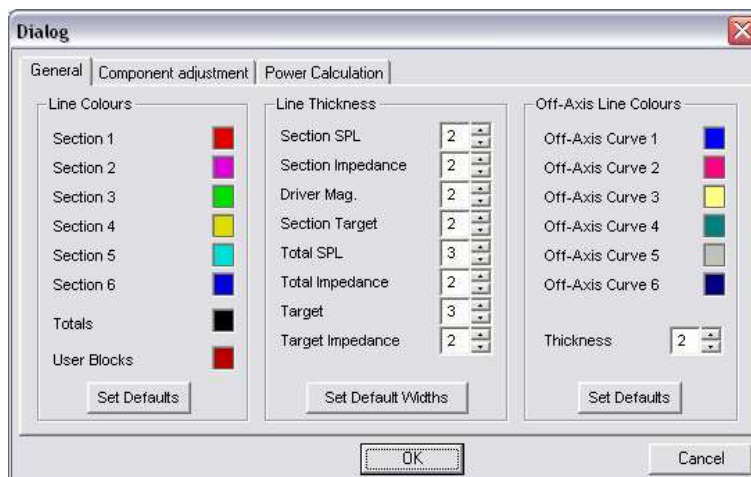 Dialog
General
Component adjustment
Power Calculation
Line Colours
Section 1
Section 2
Section 3
Section 4
Section 5
Section 6
Totals
User Blocks
Set Defaults
Line Thickness
Section SPL 2
Section Impedance 2
Driver Mag. 2
Section Target 2
Total SPL 3
Total Impedance 2
Target 3
Target Impedance 2
Set Default Widths
Off-Axis Line Colours
Off-Axis Curve 1
Off-Axis Curve 2
Off-Axis Curve 3
Off-Axis Curve 4
Off-Axis Curve 5
Off-Axis Curve 6
Thickness 2
Set Defaults
OK
Cancel